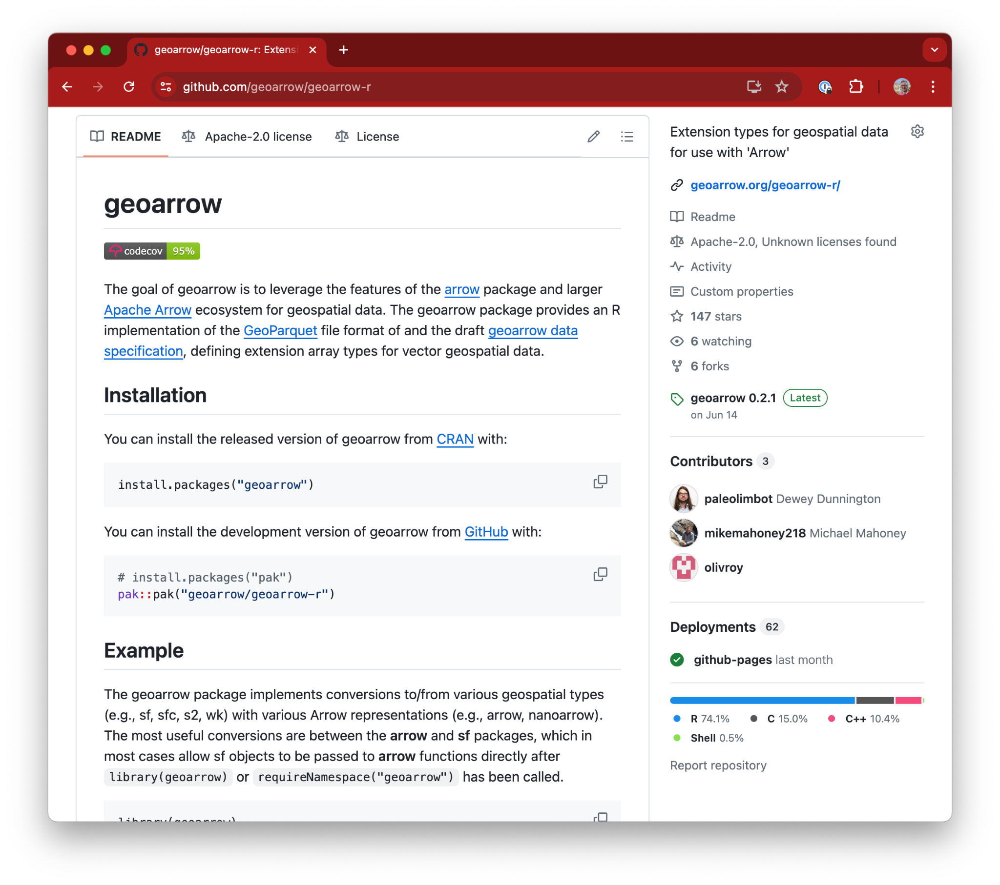 geoarrow/geoarrow-r: Extensi
github.com/geoarrow/geoarrow-r
README
Apache-2.0 license
License
geoarrow
codecov 95%
The goal of geoarrow is to leverage the features of the arrow package and larger
Apache Arrow ecosystem for geospatial data. The geoarrow package provides an R
implementation of the GeoParquet file format of and the draft geoarrow data
specification, defining extension array types for vector geospatial data.
Installation
You can install the released version of geoarrow from CRAN with:
install.packages("geoarrow")
You can install the development version of geoarrow from GitHub with:
# install.packages("pak")
pak::pak("geoarrow/geoarrow-r")
Example
The geoarrow package implements conversions to/from various geospatial types
(e.g., sf, sfc, s2, wk) with various Arrow representations (e.g., arrow, nanoarrow).
The most useful conversions are between the arrow and sf packages, which in
most cases allow sf objects to be passed to arrow functions directly after
library(geoarrow) or requireNamespace("geoarrow") has been called.
library(geoarrow)
Extension types for geospatial data
for use with 'Arrow'
geoarrow.org/geoarrow-r/
Readme
Apache-2.0, Unknown licenses found
Activity
Custom properties
147 stars
6 watching
6 forks
geoarrow 0.2.1 Latest
on Jun 14
Contributors 3
paleolimbot Dewey Dunnington
mikemahoney218 Michael Mahoney
olivroy
Deployments 62
github-pages last month
R 74.1% C 15.0% C++ 10.4%
Shell 0.5%
Report repository